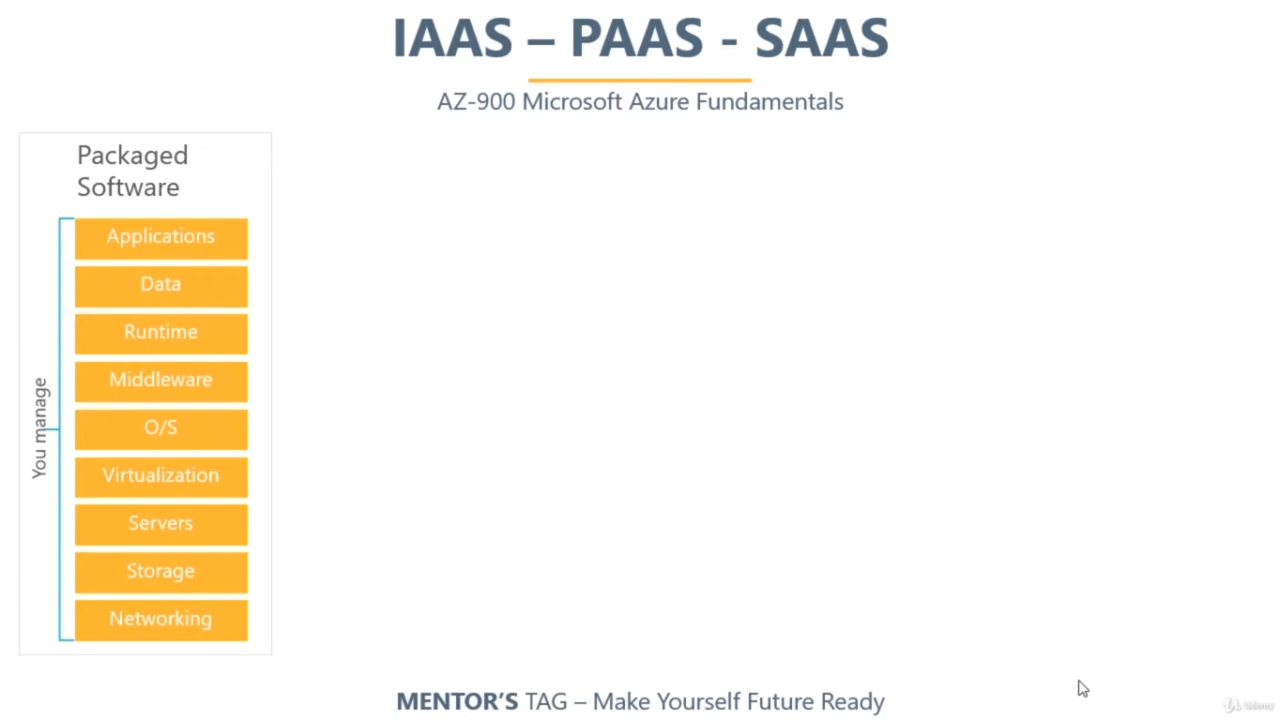 IAAS – PAAS - SAAS
AZ-900 Microsoft Azure Fundamentals
Packaged
Software
You manage
Applications
Data
Runtime
Middleware
O/S
Virtualization
Servers
Storage
Networking
MENTOR'S TAG – Make Yourself Future Ready
Udemy